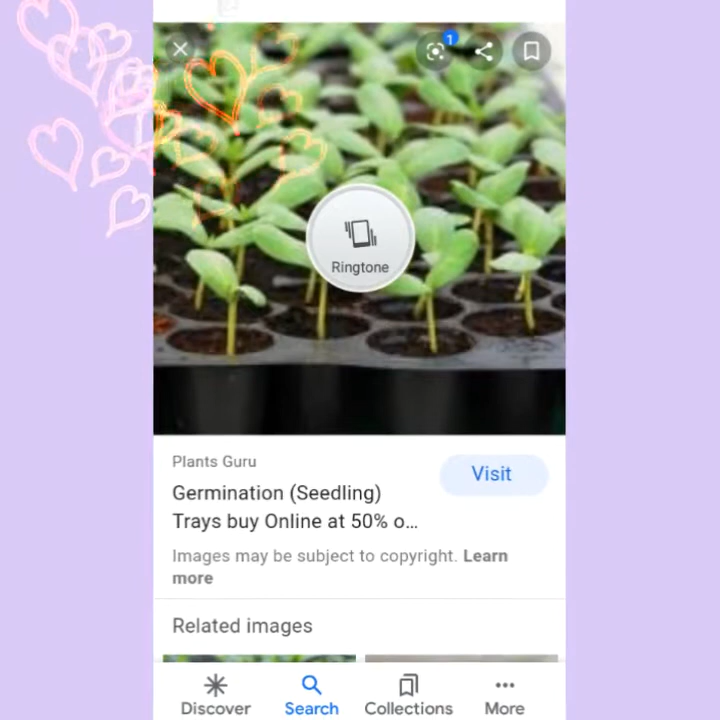 1
Ringtone
Plants Guru
Visit
Germination (Seedling)
Trays buy Online at 50% o...
Images may be subject to copyright. Learn
more
Related images
Discover
Search
Collections
More